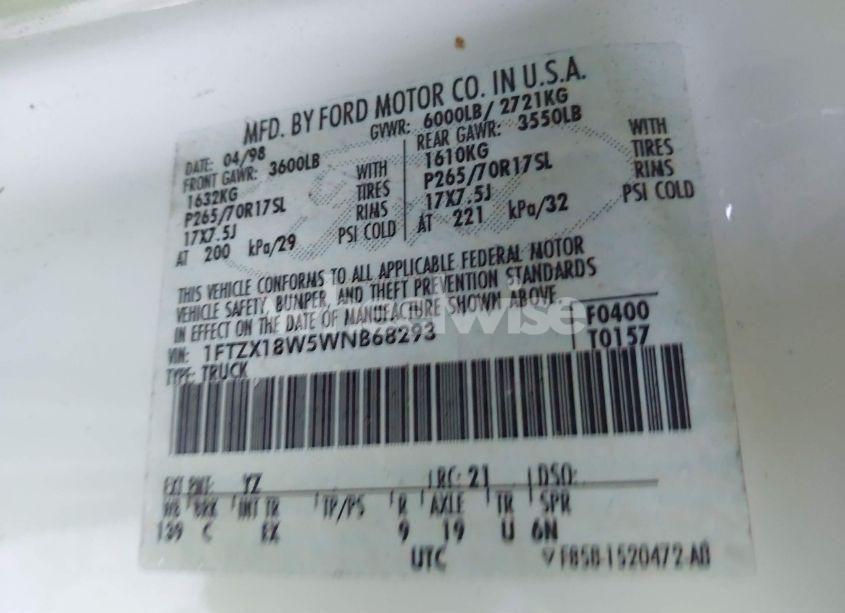 MFD. BY FORD MOTOR CO. IN U.S.A.
DATE: 04/98 GVWR: 6000LB/ 2721KG
FRONT GAWR: 3600LB REAR GAWR: 3550LB
1632KG WITH 1610KG WITH
P265/70R17SL TIRES P265/70R17SL TIRES
17X7.5J RIMS 17X7.5J RIMS
AT 200 kPa/29 PSI COLD AT 221 kPa/32 PSI COLD
THIS VEHICLE CONFORMS TO ALL APPLICABLE FEDERAL MOTOR
VEHICLE SAFETY, BUMPER, AND THEFT PREVENTION STANDARDS
IN EFFECT ON THE DATE OF MANUFACTURE SHOWN ABOVE
VIN: 1FTZX18W5WNB68293 F0400
TYPE: TRUCK T0157
EXT PNT: YZ RC: 21 DSO:
WB BRK INT TR TP/PS R AXLE TR SPR
139 C EX 9 19 U 6N
UTC F85B-1520472-AB